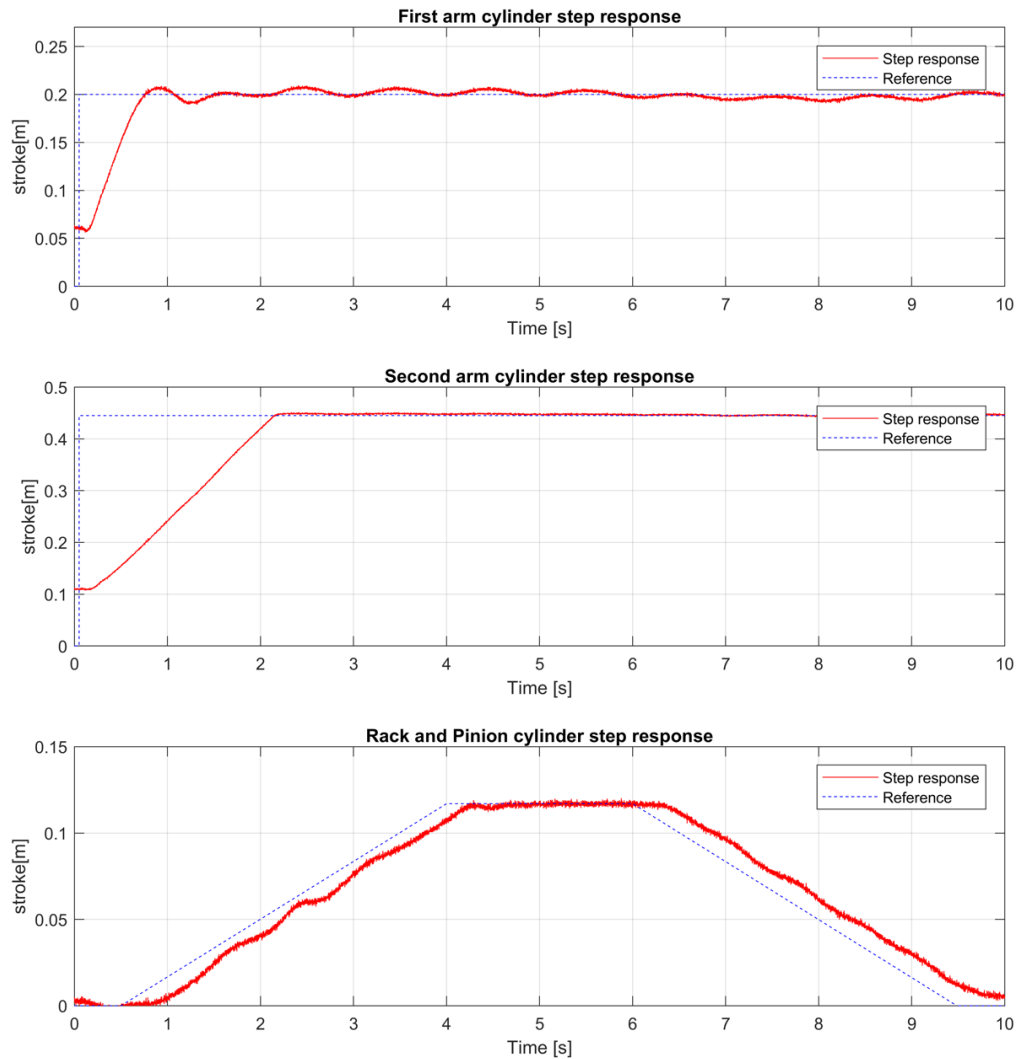 First arm cylinder step response
0.25
0.2
0.15
0.1
0.05
0
stroke[m]
Step response
Reference
0 1 2 3 4 5 6 7 8 9 10
Time [s]
Second arm cylinder step response
0.5
0.4
0.3
0.2
0.1
0
stroke[m]
Step response
Reference
0 1 2 3 4 5 6 7 8 9 10
Time [s]
Rack and Pinion cylinder step response
0.15
0.1
0.05
0
stroke[m]
Step response
Reference
0 1 2 3 4 5 6 7 8 9 10
Time [s]